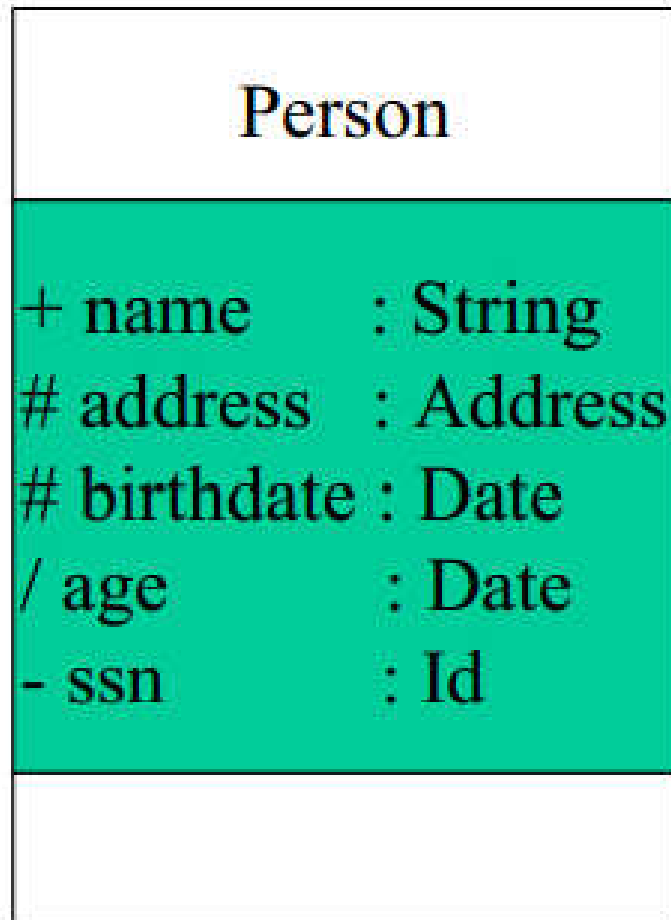 Person
+ name : String
# address : Address
# birthdate : Date
/ age : Date
- ssn : Id